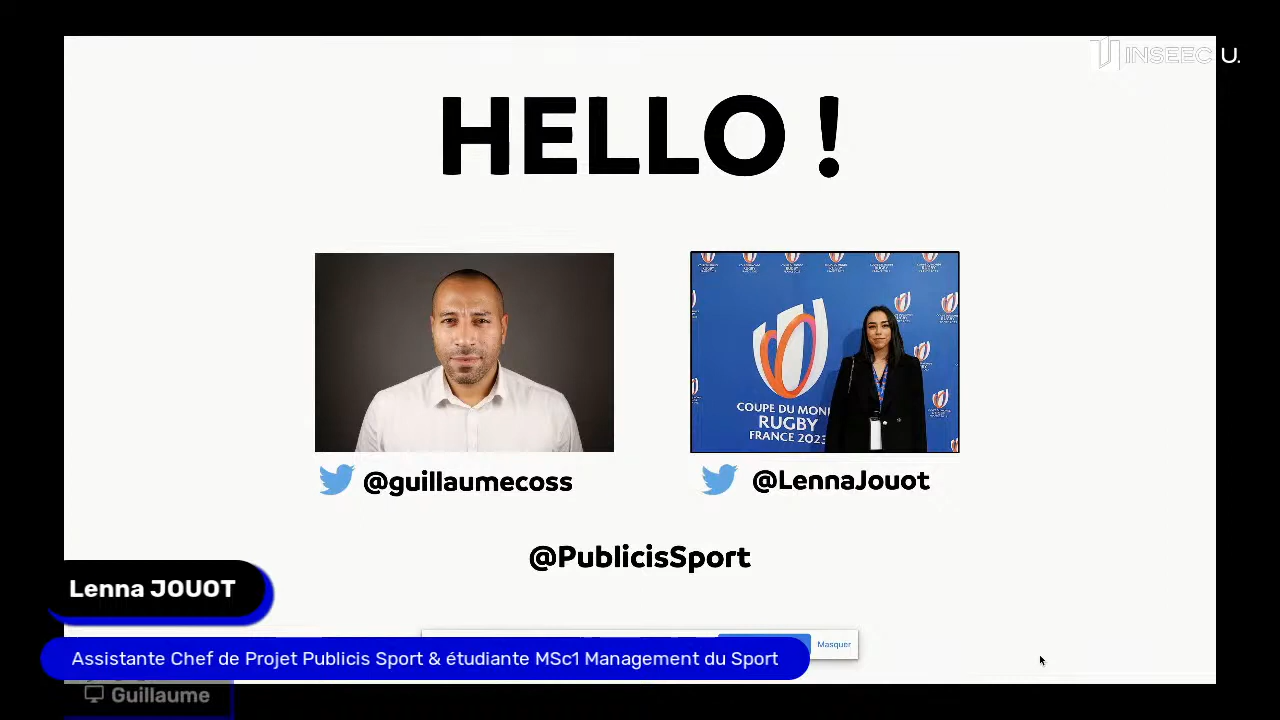 INSEEC U.
HELLO !
COUPE DU MON
RUGBY
FRANCE 2023
@guillaumecoss
@LennaJouot
@PublicisSport
Lenna JOUOT
Masquer
Assistante Chef de Projet Publicis Sport & étudiante MSc1 Management du Sport
Guillaume